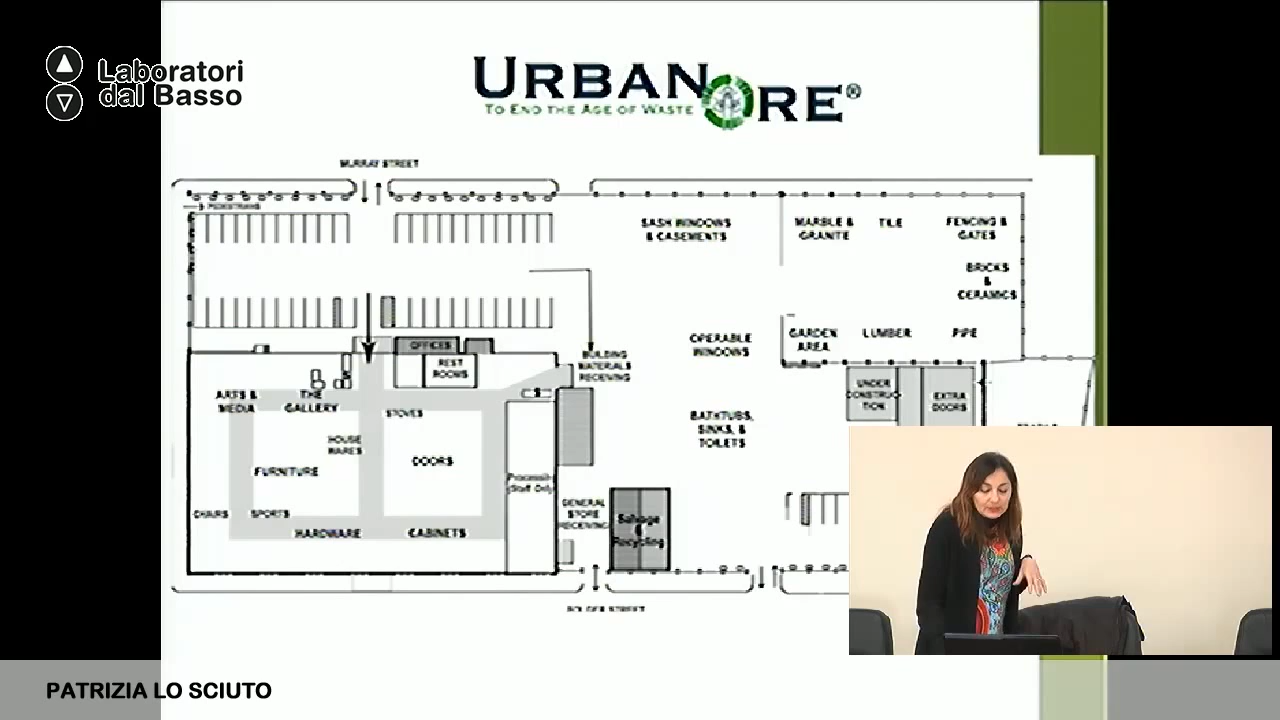 Laboratori
dal Basso
URBAN ORE®
TO END THE AGE OF WASTE
MURRAY STREET
PEDESTRIANS
SASH WINDOWS
& CASEMENTS
MARBLE &
GRANITE
TILE
FENCING &
GATES
BRICKS
&
CERAMICS
OPERABLE
WINDOWS
GARDEN
AREA
LUMBER
PIPE
OFFICES
REST
ROOMS
BUILDING
MATERIALS
RECEIVING
UNDER
CONSTRUC
TION
EXTRA
DOORS
ARTS &
MEDIA
THE
GALLERY
STOVES
BATHTUBS,
SINKS, &
TOILETS
HOUSE
WARES
FURNITURE
DOORS
CHAIRS
SPORTS
HARDWARE
CABINETS
GENERAL
STORE
RECEIVING
Salvage
&
Recycling
PATRIZIA LO SCIUTO